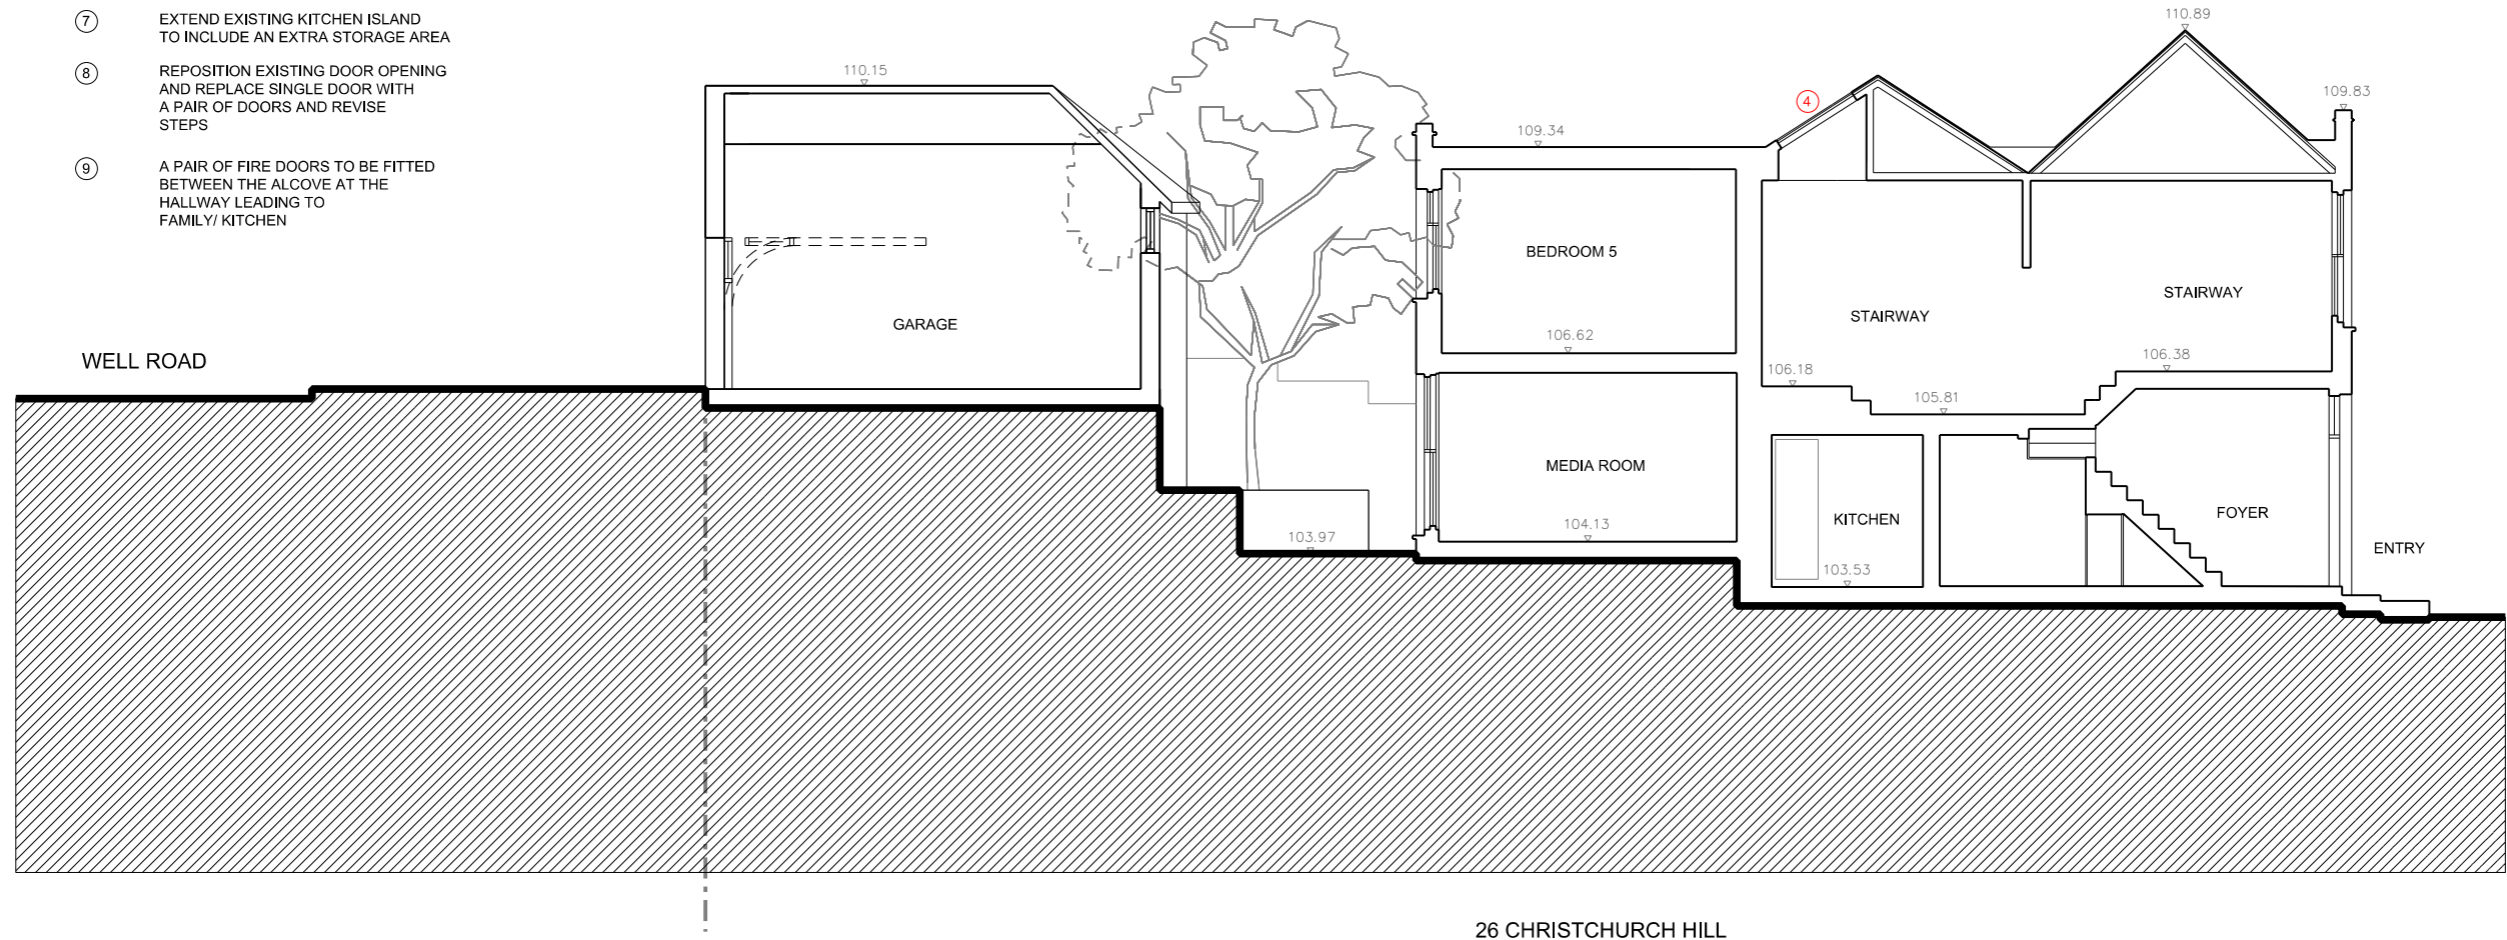 7 EXTEND EXISTING KITCHEN ISLAND
TO INCLUDE AN EXTRA STORAGE AREA
8 REPOSITION EXISTING DOOR OPENING
AND REPLACE SINGLE DOOR WITH
A PAIR OF DOORS AND REVISE
STEPS
9 A PAIR OF FIRE DOORS TO BE FITTED
BETWEEN THE ALCOVE AT THE
HALLWAY LEADING TO
FAMILY/ KITCHEN
110.89
110.15
4
109.83
109.34
BEDROOM 5
STAIRWAY
STAIRWAY
GARAGE
106.62
WELL ROAD
106.38
106.18
105.81
MEDIA ROOM
KITCHEN
FOYER
104.13
103.97
ENTRY
103.53
26 CHRISTCHURCH HILL